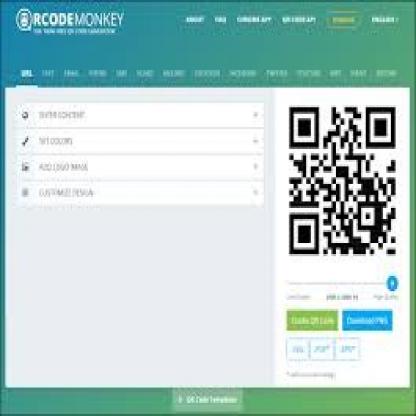 QRCODEMONKEY
THE 100% FREE QR CODE GENERATOR
ABOUT FAQ CHROME APP QR CODE API ENGLISH
URL TEXT EMAIL PHONE SMS VCARD MECARD LOCATION FACEBOOK TWITTER YOUTUBE WIFI EVENT BITCOIN
ENTER CONTENT
SET COLORS
ADD LOGO IMAGE
CUSTOMIZE DESIGN
Low Quality High Quality
Create QR Code Download PNG
.SVG .PDF* .EPS*
QR Code Templates